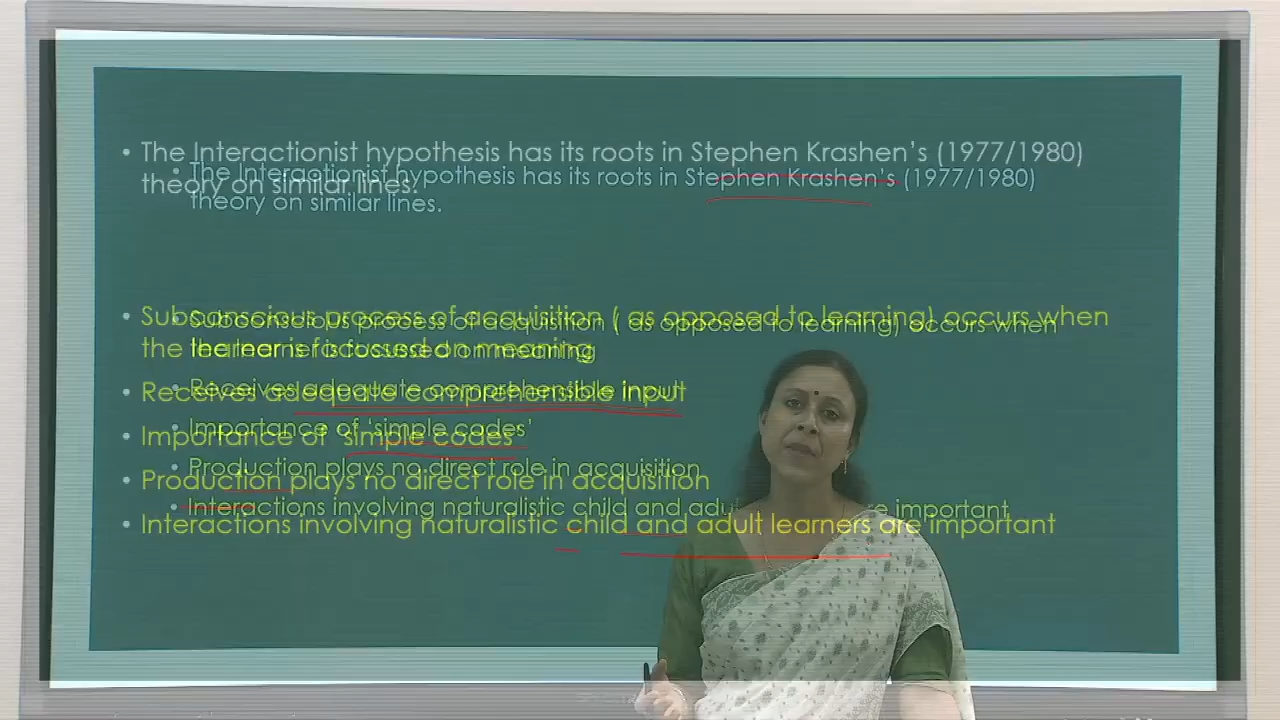 • The Interactionist hypothesis has its roots in Stephen Krashen’s (1977/1980)
theory on similar lines.
• Subconscious process of acquisition ( as opposed to learning) occurs when
the learner is focussed on meaning
• Receives adequate comprehensible input
• Importance of ‘simple codes’
• Production plays no direct role in acquisition
• Interactions involving naturalistic child and adult learners are important